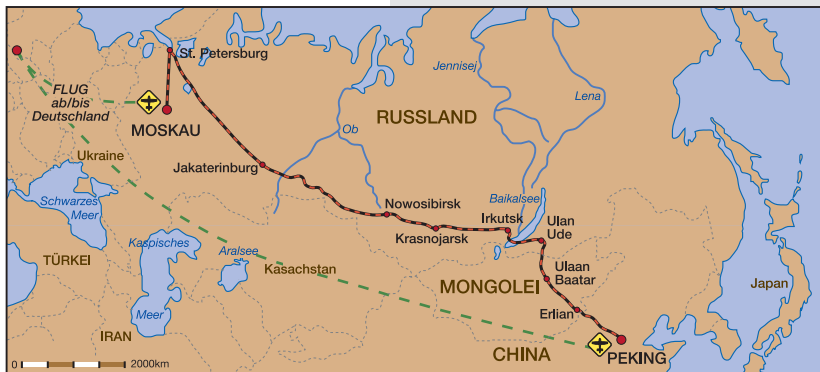 St. Petersburg
FLUG
ab/bis
Deutschland
MOSKAU
Ukraine
Jennisej
Lena
RUSSLAND
Ob
Jakaterinburg
Schwarzes
Meer
Nowosibirsk
Krasnojarsk
Baikalsee
Irkutsk
Ulan
Ude
Kaspisches
Meer
Aralsee
Kasachstan
TÜRKEI
MONGOLEI
Ulaan
Baatar
Japan
Erlian
IRAN
CHINA
PEKING
0 2000km